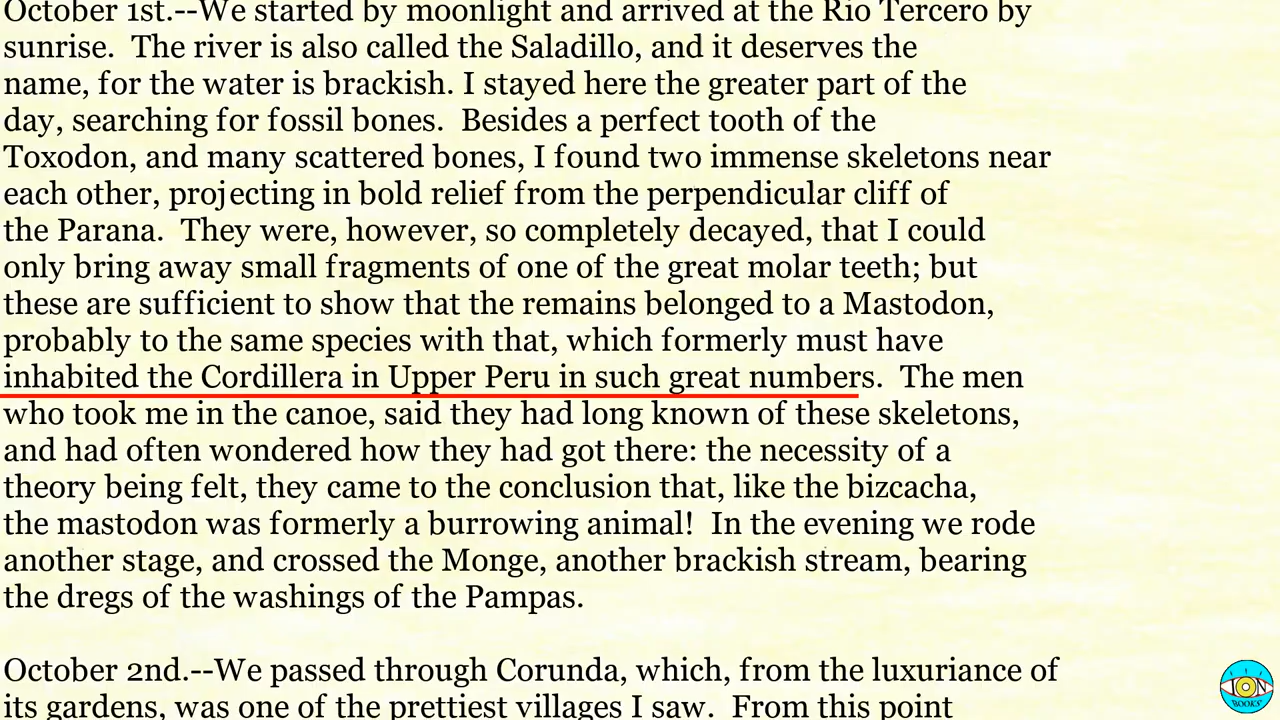 October 1st.--We started by moonlight and arrived at the Rio Tercero by
sunrise.  The river is also called the Saladillo, and it deserves the
name, for the water is brackish. I stayed here the greater part of the
day, searching for fossil bones.  Besides a perfect tooth of the
Toxodon, and many scattered bones, I found two immense skeletons near
each other, projecting in bold relief from the perpendicular cliff of
the Parana.  They were, however, so completely decayed, that I could
only bring away small fragments of one of the great molar teeth; but
these are sufficient to show that the remains belonged to a Mastodon,
probably to the same species with that, which formerly must have
inhabited the Cordillera in Upper Peru in such great numbers.  The men
who took me in the canoe, said they had long known of these skeletons,
and had often wondered how they had got there: the necessity of a
theory being felt, they came to the conclusion that, like the bizcacha,
the mastodon was formerly a burrowing animal!  In the evening we rode
another stage, and crossed the Monge, another brackish stream, bearing
the dregs of the washings of the Pampas.
October 2nd.--We passed through Corunda, which, from the luxuriance of
its gardens, was one of the prettiest villages I saw.  From this point
ION
BOOKS